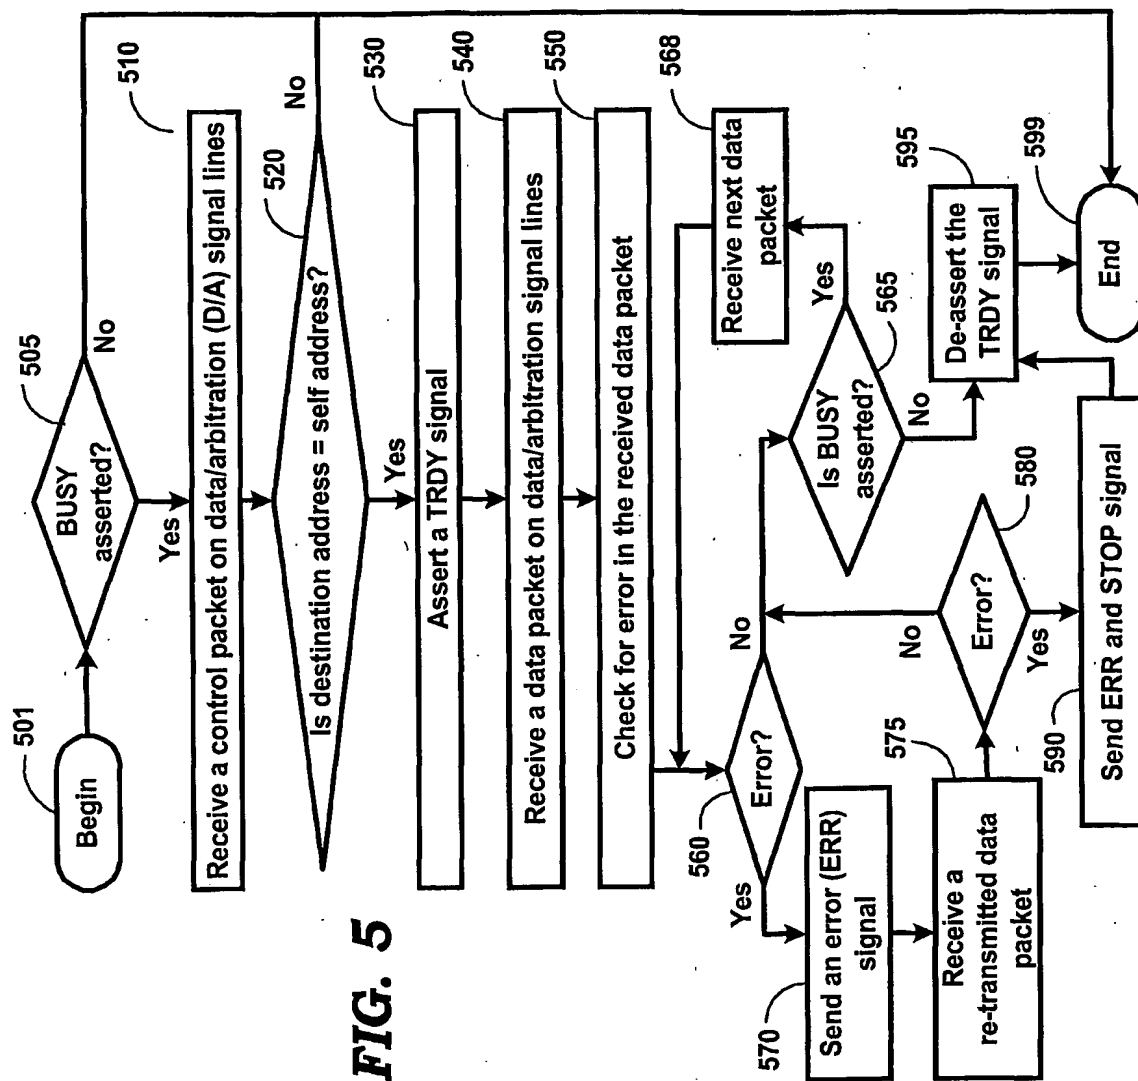 FIG. 5
501
Begin
505
BUSY
asserted?
No
Yes
510
Receive a control packet on data/arbitration (D/A) signal lines
520
Is destination address = self address?
No
Yes
530
Assert a TRDY signal
540
Receive a data packet on data/arbitration signal lines
550
Check for error in the received data packet
560
Error?
No
Yes
568
Receive next data
packet
565
Is BUSY
asserted?
Yes
No
570
Send an error (ERR)
signal
575
Receive a
re-transmitted data
packet
580
Error?
No
Yes
590
Send ERR and STOP signal
595
De-assert the
TRDY signal
599
End